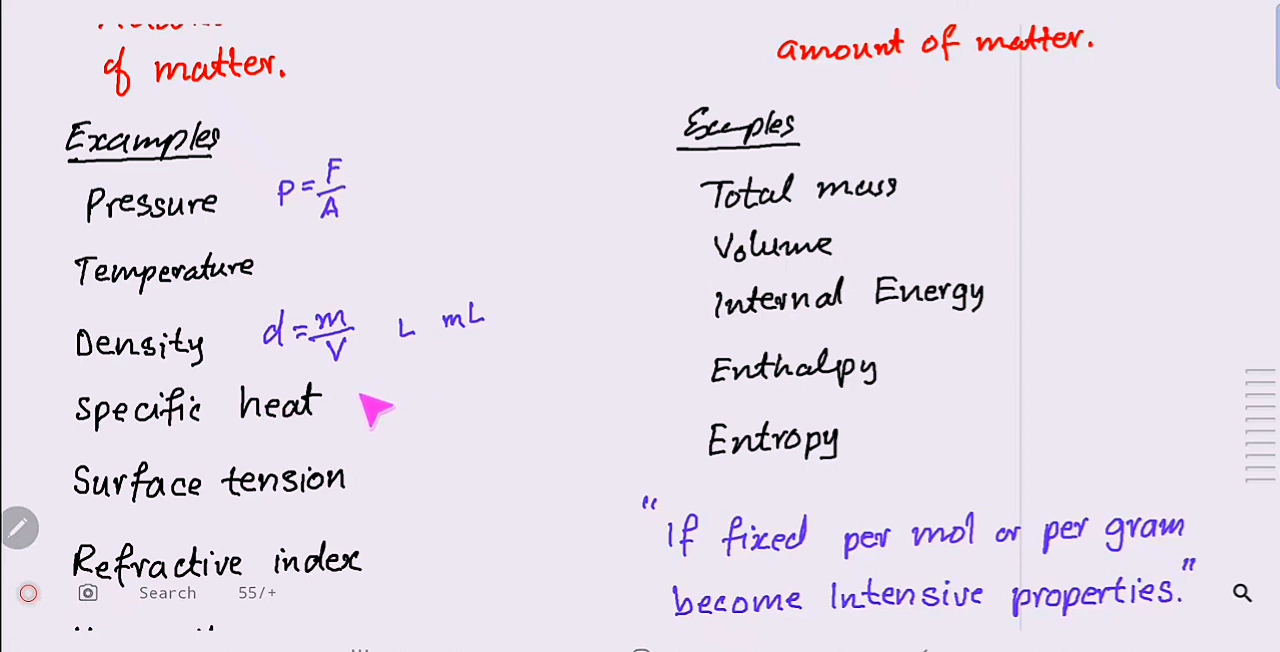 of matter.
Examples
Pressure P = F/A
Temperature
Density d = m/V L mL
Specific heat
Surface tension
Refractive index
amount of matter.
Examples
Total mass
Volume
Internal Energy
Enthalpy
Entropy
"If fixed per mol or per gram
become Intensive properties."
Search 55/+